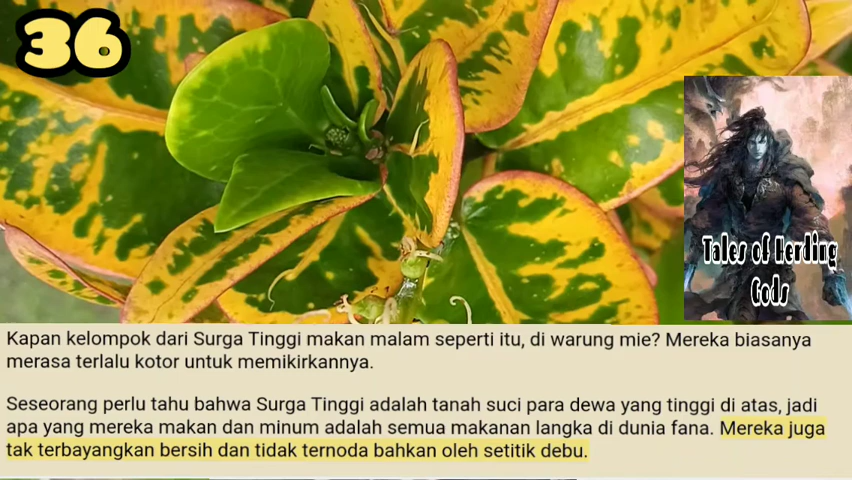 36
Tales of Herding
Gods
Kapan kelompok dari Surga Tinggi makan malam seperti itu, di warung mie? Mereka biasanya
merasa terlalu kotor untuk memikirkannya.
Seseorang perlu tahu bahwa Surga Tinggi adalah tanah suci para dewa yang tinggi di atas, jadi
apa yang mereka makan dan minum adalah semua makanan langka di dunia fana. Mereka juga
tak terbayangkan bersih dan tidak ternoda bahkan oleh setitik debu.